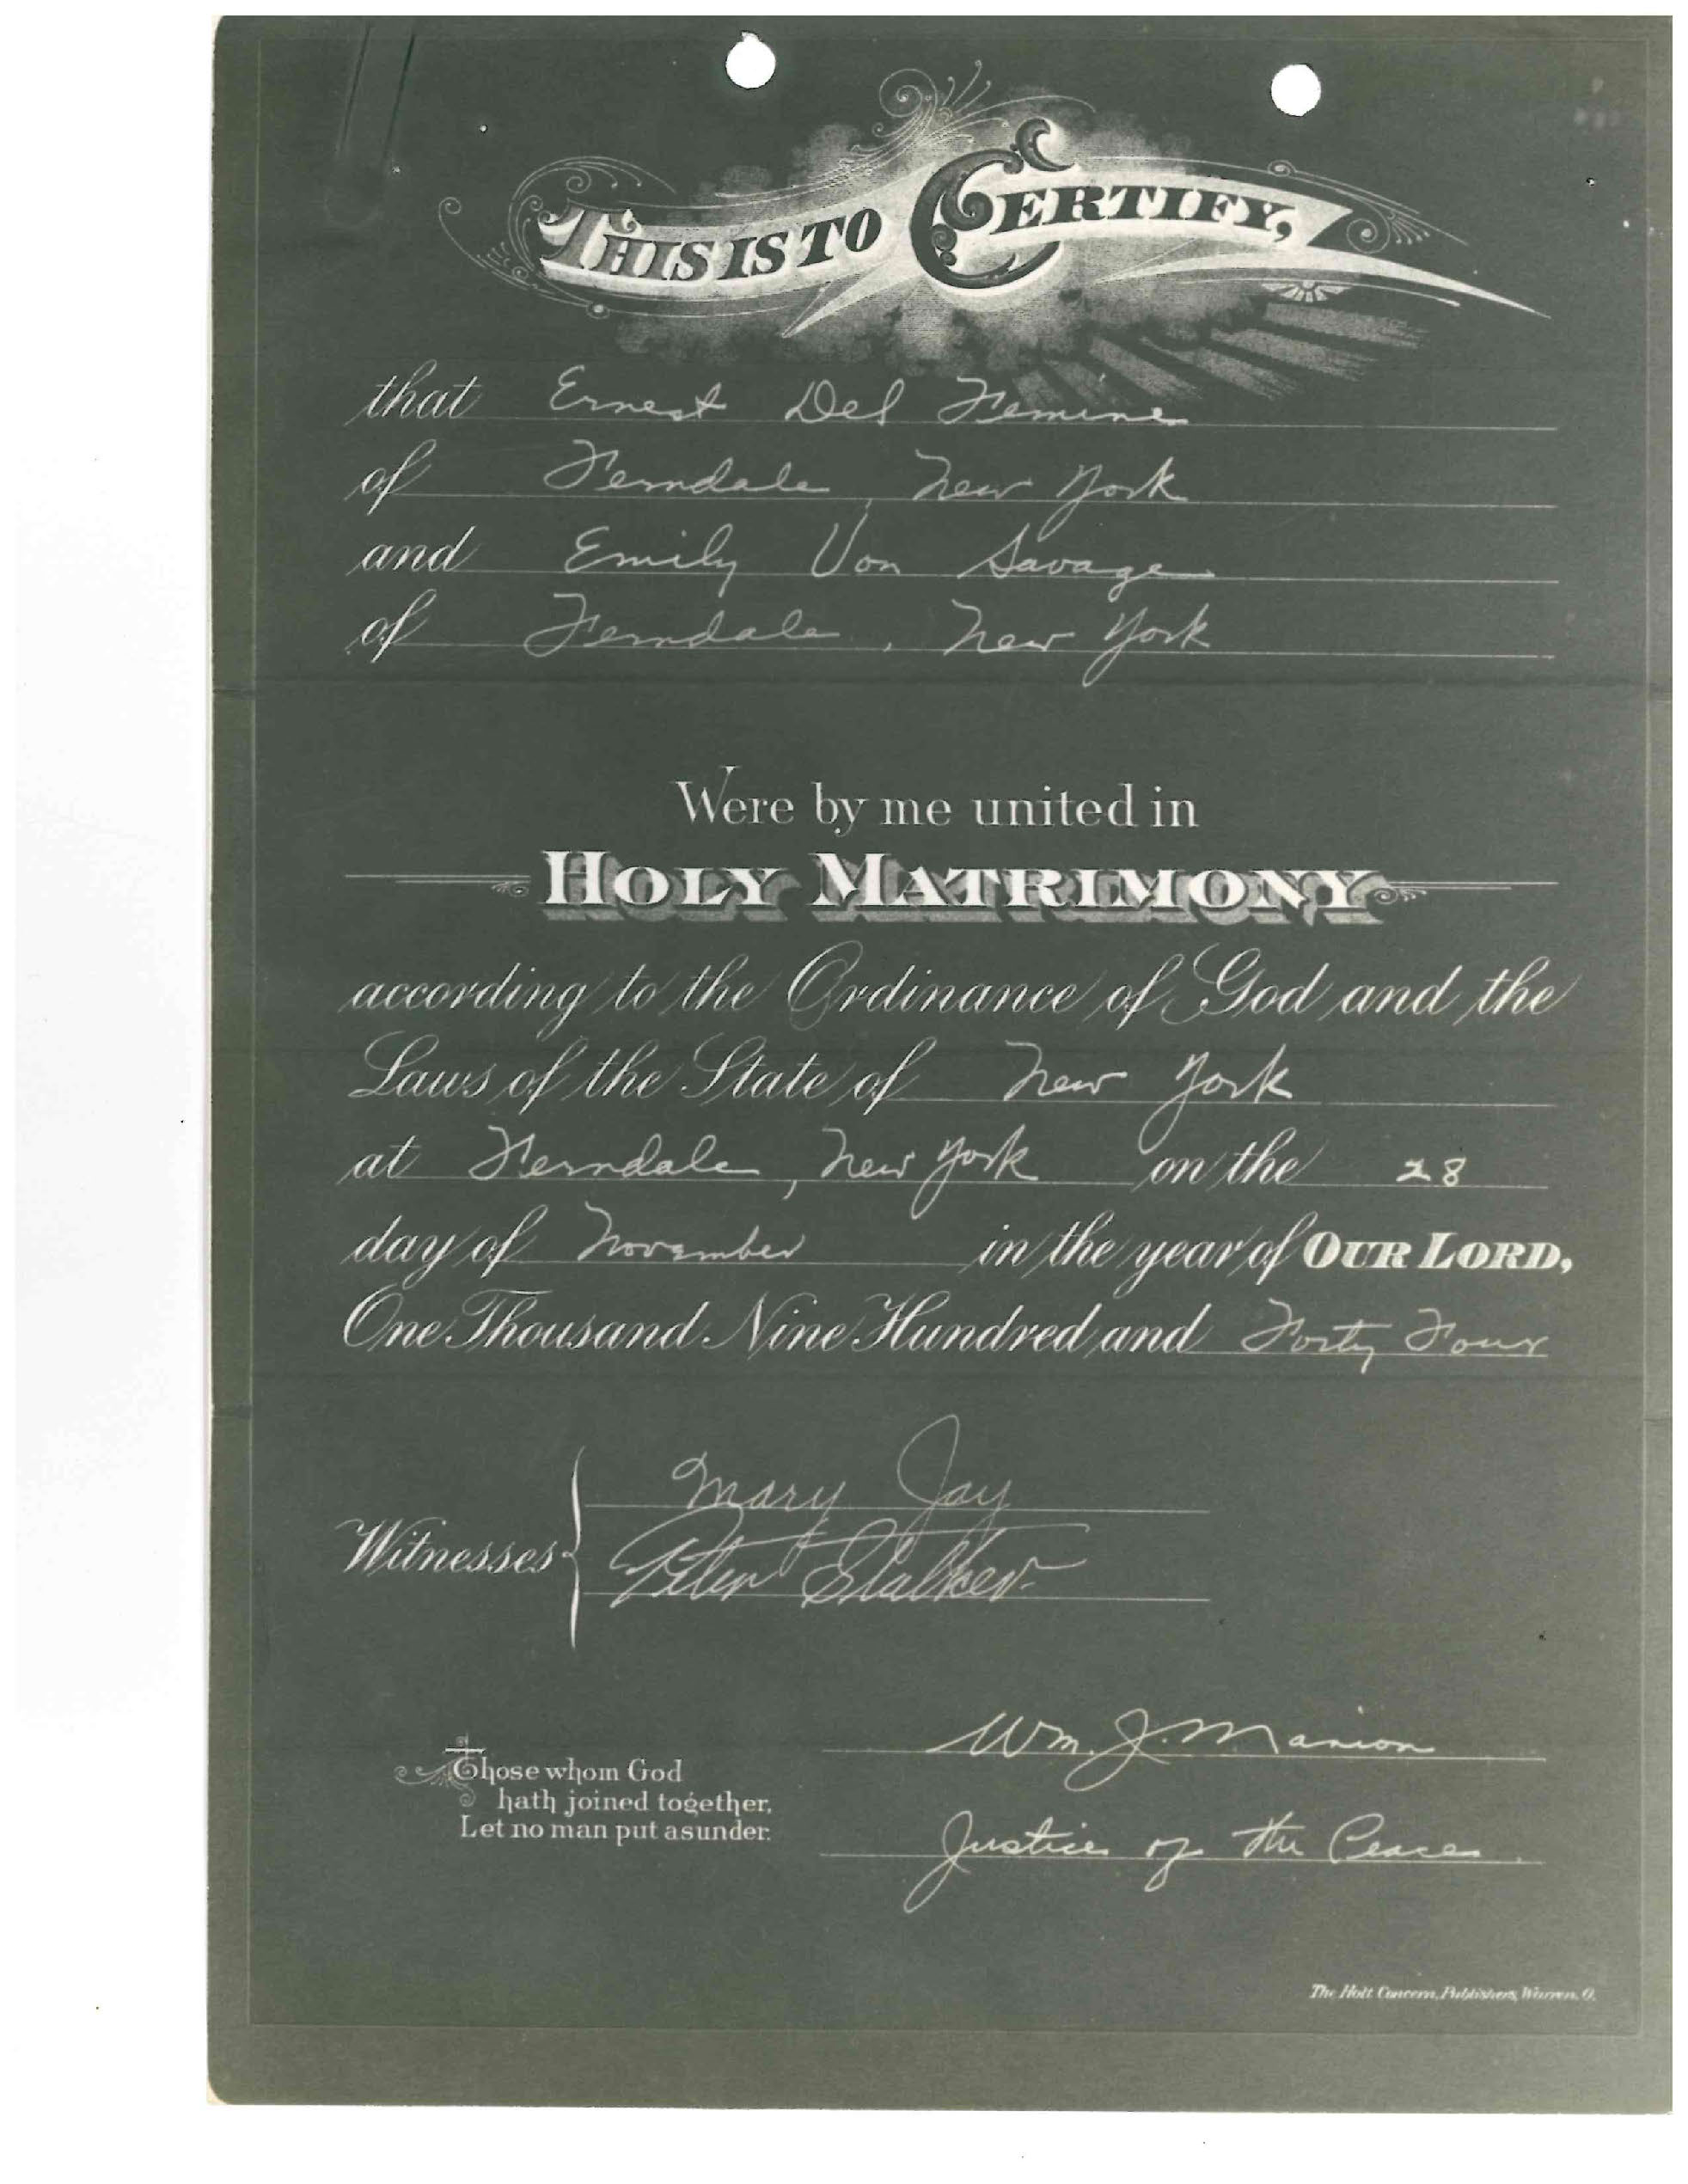 THIS IS TO CERTIFY,
that Ernest Del Femine
of Ferndale, New York
and Emily Von Savage
of Ferndale, New York
Were by me united in
HOLY MATRIMONY
according to the Ordinance of God and the
Laws of the State of New York
at Ferndale, New York on the 28
day of November in the year of OUR LORD,
One Thousand Nine Hundred and Forty Four
Mary Jay
Witnesses
Peter Stalker
Wm. J. Manion
Those whom God
hath joined together,
Let no man put asunder.
Justice of the Peace.
The Holt Concern, Publishers, Warren, O.